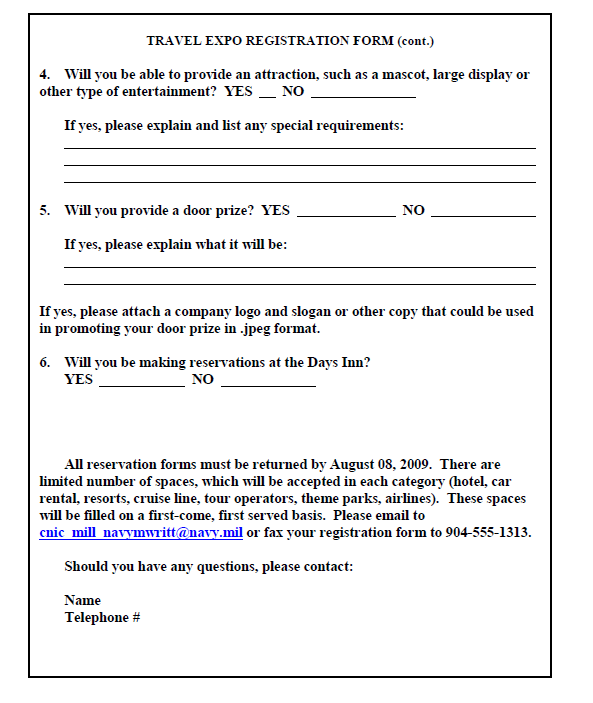 TRAVEL EXPO REGISTRATION FORM (cont.)
4. Will you be able to provide an attraction, such as a mascot, large display or
other type of entertainment? YES __ NO ______________
If yes, please explain and list any special requirements:
5. Will you provide a door prize? YES _____________ NO ______________
If yes, please explain what it will be:
If yes, please attach a company logo and slogan or other copy that could be used
in promoting your door prize in .jpeg format.
6. Will you be making reservations at the Days Inn?
YES ___________ NO ____________
All reservation forms must be returned by August 08, 2009. There are
limited number of spaces, which will be accepted in each category (hotel, car
rental, resorts, cruise line, tour operators, theme parks, airlines). These spaces
will be filled on a first-come, first served basis. Please email to
cnic_mill_navymwritt@navy.mil or fax your registration form to 904-555-1313.
Should you have any questions, please contact:
Name
Telephone #